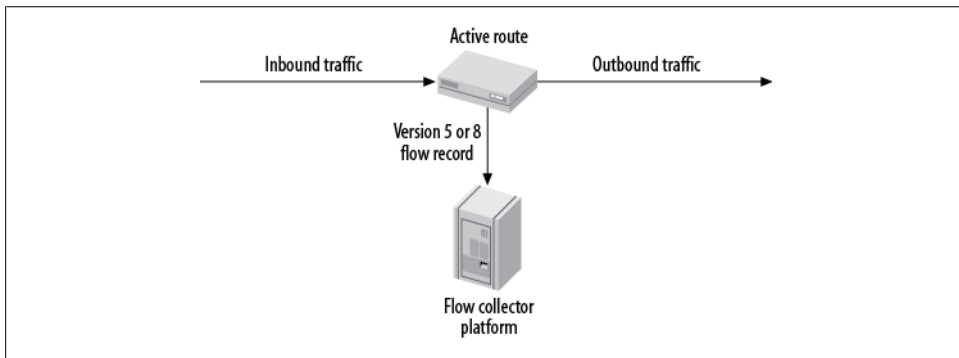 Active route
Inbound traffic
Outbound traffic
Version 5 or 8
flow record
Flow collector
platform